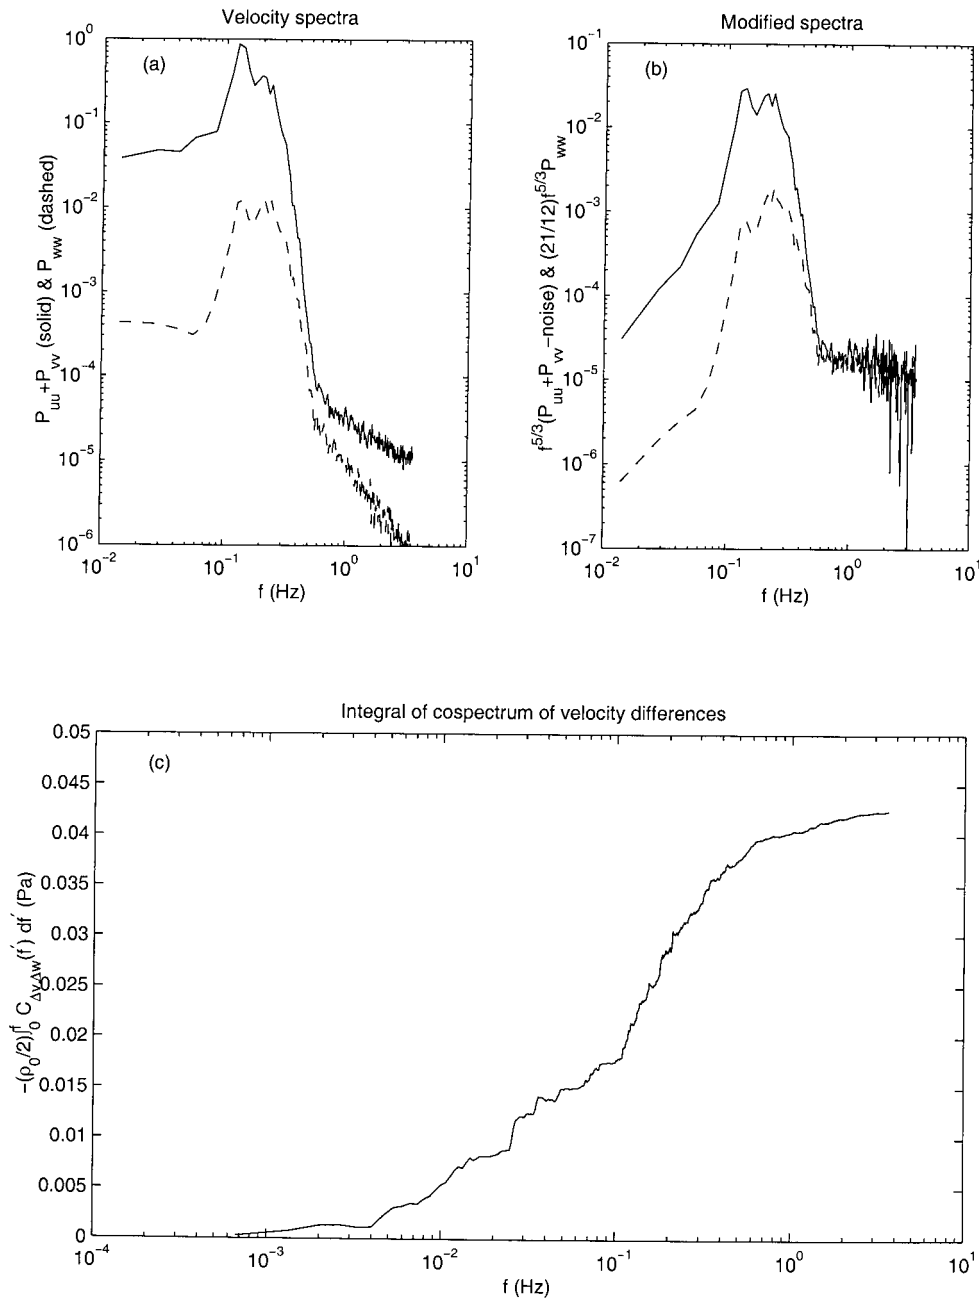 Velocity spectra
(a)
10^0
10^-1
10^-2
10^-3
10^-4
10^-5
10^-6
P_uu+P_vv (solid) & P_ww (dashed)
10^-2 10^-1 10^0 10^1
f (Hz)
Modified spectra
(b)
10^-1
10^-2
10^-3
10^-4
10^-5
10^-6
10^-7
f^5/3(P_uu+P_vv−noise) & (21/12)f^5/3P_ww
10^-2 10^-1 10^0 10^1
f (Hz)
Integral of cospectrum of velocity differences
(c)
0.05
0.045
0.04
0.035
0.03
0.025
0.02
0.015
0.01
0.005
0
−(ρ_0/2)∫_0^f C_ΔvΔw(f′) df′ (Pa)
10^-4 10^-3 10^-2 10^-1 10^0 10^1
f (Hz)